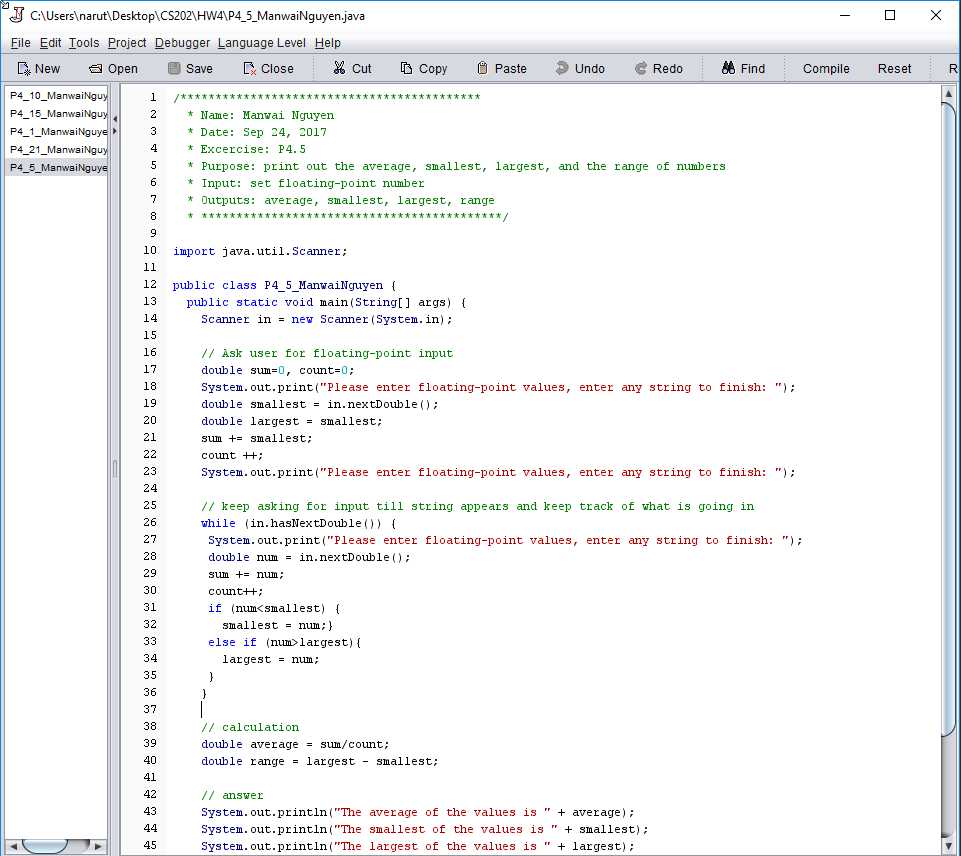 C:\Users\narut\Desktop\CS202\HW4\P4_5_ManwaiNguyen.java
File Edit Tools Project Debugger Language Level Help
New Open Save Close Cut Copy Paste Undo Redo Find Compile Reset R
P4_10_ManwaiNguy
P4_15_ManwaiNguy
P4_1_ManwaiNguye
P4_21_ManwaiNguy
P4_5_ManwaiNguye
1 /*******************************************
2 * Name: Manwai Nguyen
3 * Date: Sep 24, 2017
4 * Excercise: P4.5
5 * Purpose: print out the average, smallest, largest, and the range of numbers
6 * Input: set floating-point number
7 * Outputs: average, smallest, largest, range
8 * *******************************************/
9
10 import java.util.Scanner;
11
12 public class P4_5_ManwaiNguyen {
13 public static void main(String[] args) {
14 Scanner in = new Scanner(System.in);
15
16 // Ask user for floating-point input
17 double sum=0, count=0;
18 System.out.print("Please enter floating-point values, enter any string to finish: ");
19 double smallest = in.nextDouble();
20 double largest = smallest;
21 sum += smallest;
22 count ++;
23 System.out.print("Please enter floating-point values, enter any string to finish: ");
24
25 // keep asking for input till string appears and keep track of what is going in
26 while (in.hasNextDouble()) {
27 System.out.print("Please enter floating-point values, enter any string to finish: ");
28 double num = in.nextDouble();
29 sum += num;
30 count++;
31 if (num<smallest) {
32 smallest = num;}
33 else if (num>largest){
34 largest = num;
35 }
36 }
37
38 // calculation
39 double average = sum/count;
40 double range = largest - smallest;
41
42 // answer
43 System.out.println("The average of the values is " + average);
44 System.out.println("The smallest of the values is " + smallest);
45 System.out.println("The largest of the values is " + largest);